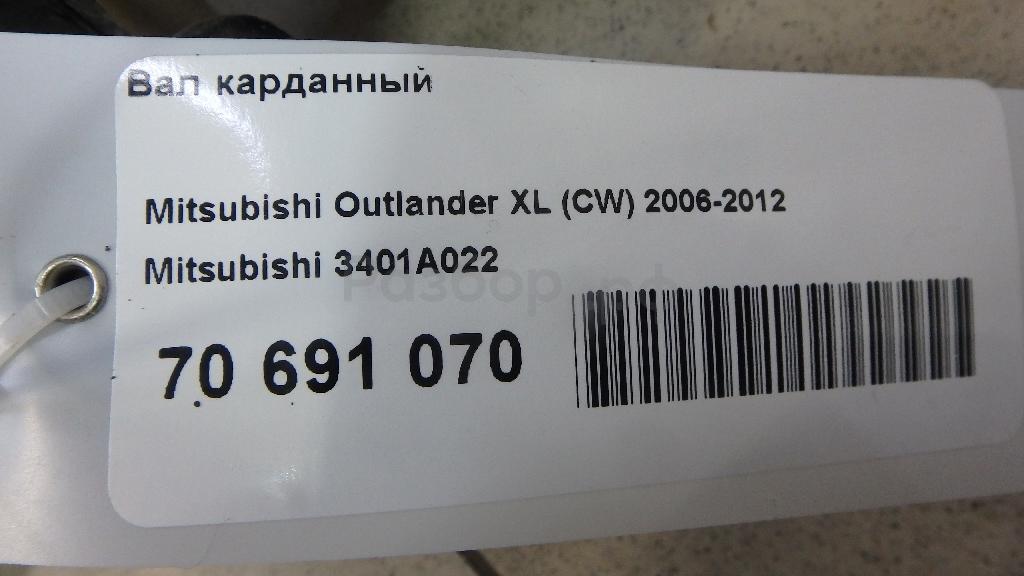 Вал карданный
Mitsubishi Outlander XL (CW) 2006-2012
Mitsubishi 3401A022
70 691 070